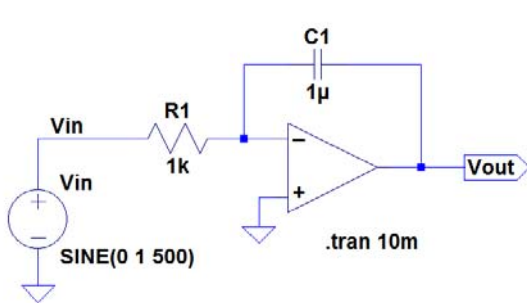 C1
1µ
R1
1k
Vin
Vin
SINE(0 1 500)
−
+
+
−
Vout
.tran 10m